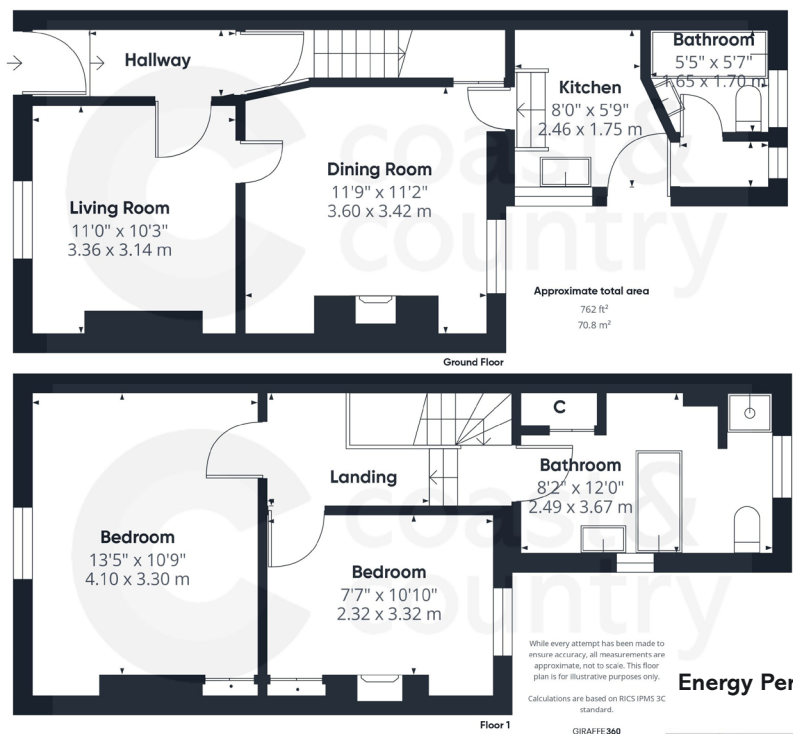 Hallway
Bathroom
5'5" x 5'7"
1.65 x 1.70 m
Kitchen
8'0" x 5'9"
2.46 x 1.75 m
Dining Room
11'9" x 11'2"
3.60 x 3.42 m
Living Room
11'0" x 10'3"
3.36 x 3.14 m
coast &
country
Approximate total area
762 ft²
70.8 m²
Ground Floor
C
Landing
Bathroom
8'2" x 12'0"
2.49 x 3.67 m
Bedroom
13'5" x 10'9"
4.10 x 3.30 m
Bedroom
7'7" x 10'10"
2.32 x 3.32 m
coast &
country
While every attempt has been made to
ensure accuracy, all measurements are
approximate, not to scale. This floor
plan is for illustrative purposes only.
Calculations are based on RICS IPMS 3C
standard.
Energy Per
Floor 1
GIRAFFE360